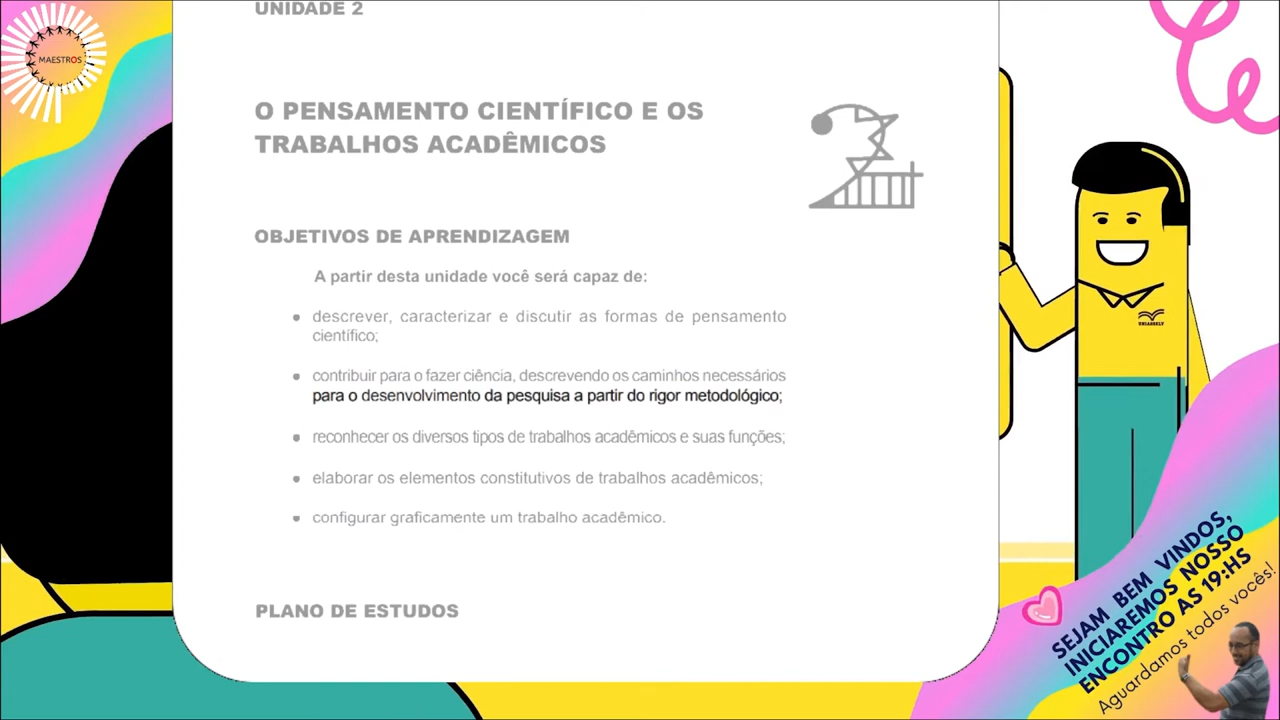 MAESTROS
UNIDADE 2
O PENSAMENTO CIENTÍFICO E OS
TRABALHOS ACADÊMICOS
OBJETIVOS DE APRENDIZAGEM
A partir desta unidade você será capaz de:
• descrever, caracterizar e discutir as formas de pensamento
científico;
• contribuir para o fazer ciência, descrevendo os caminhos necessários
para o desenvolvimento da pesquisa a partir do rigor metodológico;
• reconhecer os diversos tipos de trabalhos acadêmicos e suas funções;
• elaborar os elementos constitutivos de trabalhos acadêmicos;
• configurar graficamente um trabalho acadêmico.
PLANO DE ESTUDOS
UNIASSELVI
SEJAM BEM VINDOS,
INICIAREMOS NOSSO
ENCONTRO AS 19:HS
Aguardamos todos vocês!